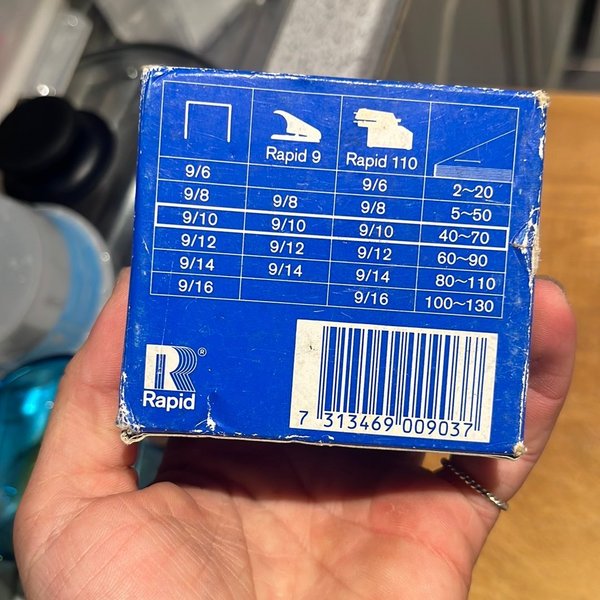 Rapid 9 Rapid 110
9/6 9/6 2~20
9/8 9/8 9/8 5~50
9/10 9/10 9/10 40~70
9/12 9/12 9/12 60~90
9/14 9/14 9/14 80~110
9/16 9/16 100~130
R®
Rapid
7 313469 009037